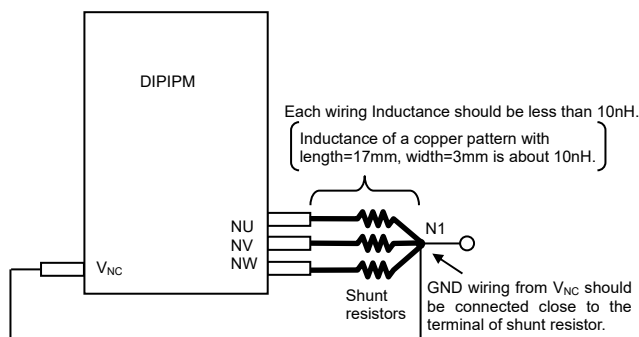 DIPIPM
Each wiring Inductance should be less than 10nH.
Inductance of a copper pattern with
length=17mm, width=3mm is about 10nH.
NU
NV
NW
N1
VNC
Shunt
resistors
GND wiring from VNC should
be connected close to the
terminal of shunt resistor.